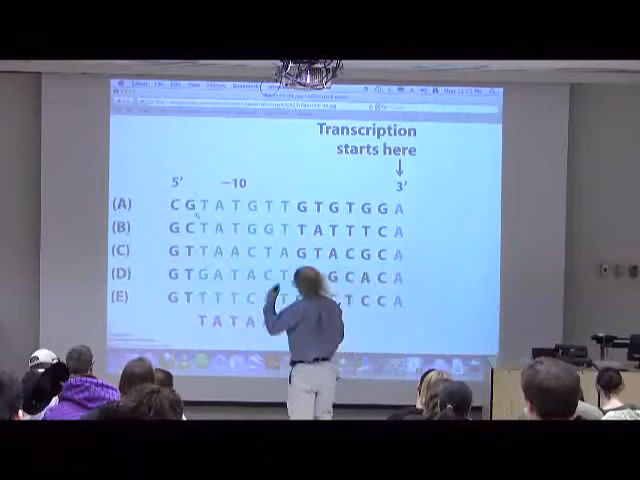 Transcription
starts here
5' −10 3'
(A) C G T A T G T T G T G T G G A
(B) G C T A T G G T T A T T T C A
(C) G T T A A C T A G T A C G C A
(D) G T G A T A C T G C A C A
(E) G T T T T C T C T C C A
T A T A